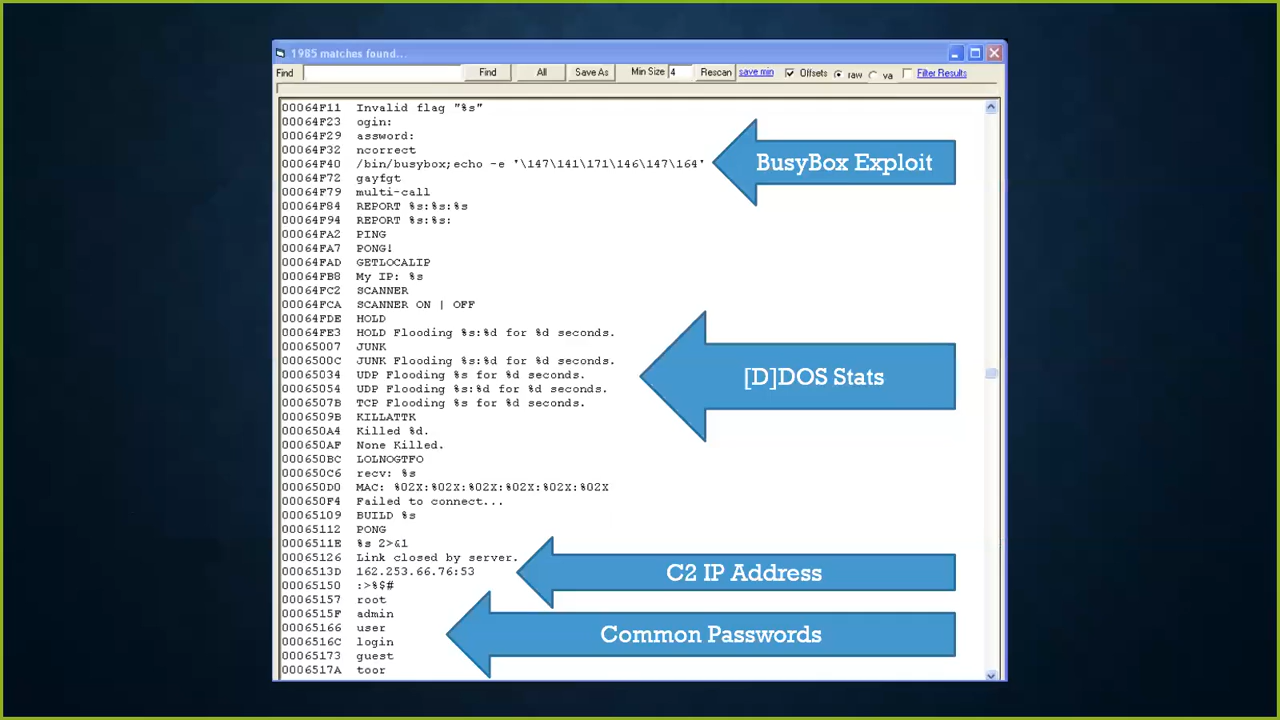 1985 matches found...
Find Find All Save As Min Size 4 Rescan save min Offsets raw va Filter Results
00064F11 Invalid flag "%s"
00064F23 ogin:
00064F29 assword:
00064F32 ncorrect
00064F40 /bin/busybox;echo -e '\147\141\171\146\147\164'
BusyBox Exploit
00064F72 gayfgt
00064F79 multi-call
00064F84 REPORT %s:%s:%s
00064F94 REPORT %s:%s:
00064FA2 PING
00064FA7 PONG!
00064FAD GETLOCALIP
00064FB8 My IP: %s
00064FC2 SCANNER
00064FCA SCANNER ON | OFF
00064FDE HOLD
00064FE3 HOLD Flooding %s:%d for %d seconds.
00065007 JUNK
0006500C JUNK Flooding %s:%d for %d seconds.
00065034 UDP Flooding %s for %d seconds.
[D]DOS Stats
00065054 UDP Flooding %s:%d for %d seconds.
0006507B TCP Flooding %s for %d seconds.
0006509B KILLATTK
000650A4 Killed %d.
000650AF None Killed.
000650BC LOLNOGTFO
000650C6 recv: %s
000650D0 MAC: %02X:%02X:%02X:%02X:%02X:%02X
000650F4 Failed to connect...
00065109 BUILD %s
00065112 PONG
0006511E %s 2>&1
00065126 Link closed by server.
0006513D 162.253.66.76:53
C2 IP Address
00065150 :>%$#
00065157 root
0006515F admin
00065166 user
Common Passwords
0006516C login
00065173 guest
0006517A toor